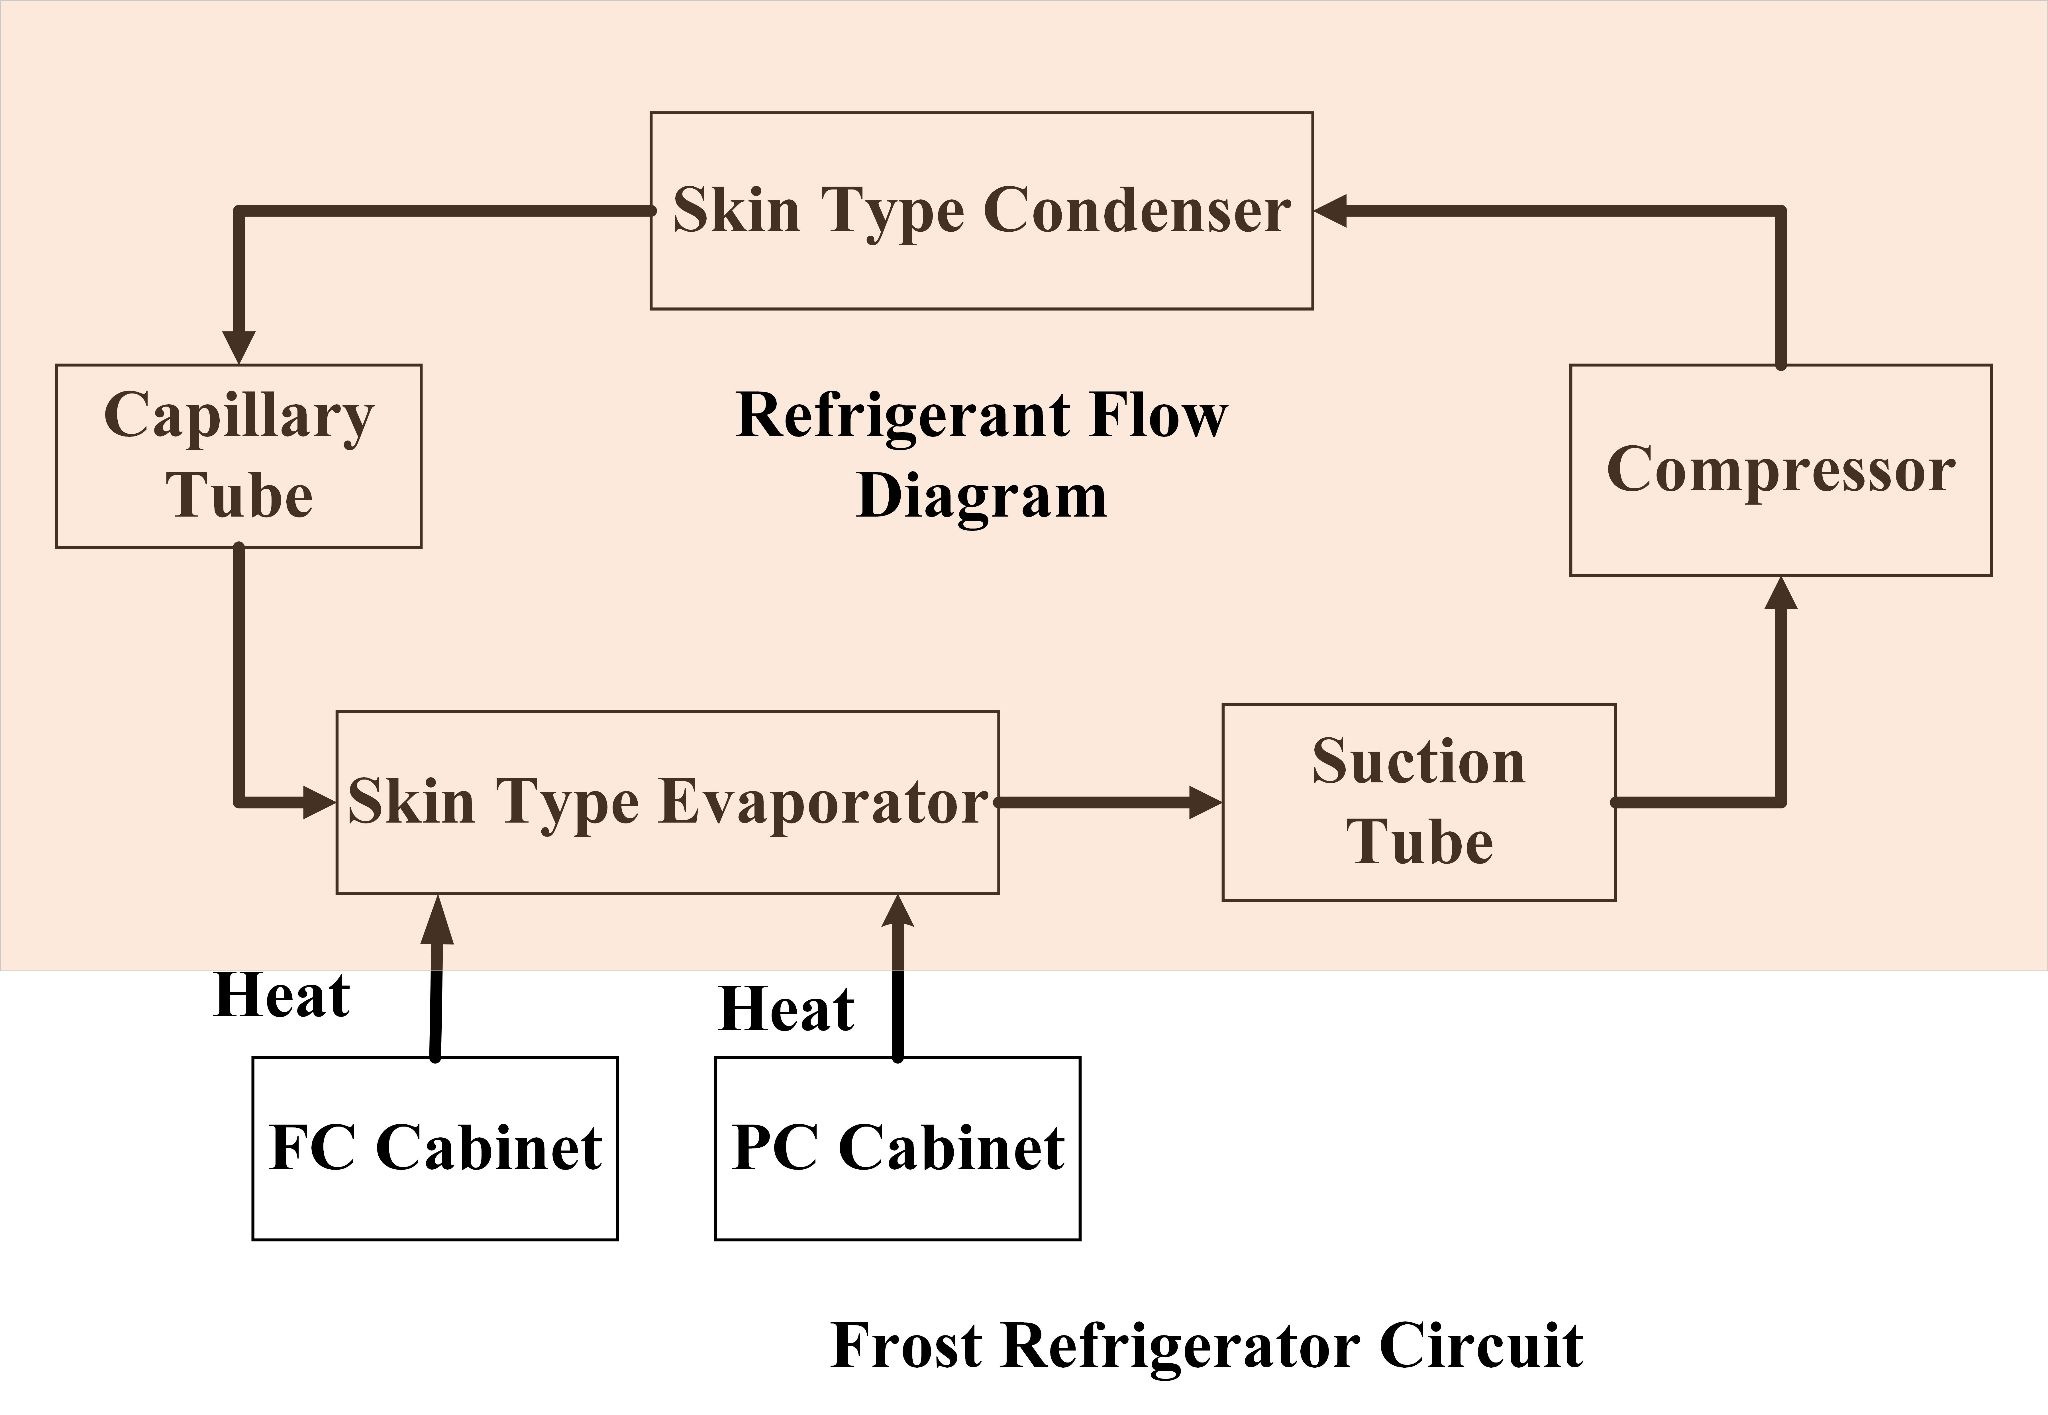 Skin Type Condenser
Capillary
Tube
Refrigerant Flow
Diagram
Compressor
Skin Type Evaporator
Suction
Tube
Heat
Heat
FC Cabinet
PC Cabinet
Frost Refrigerator Circuit